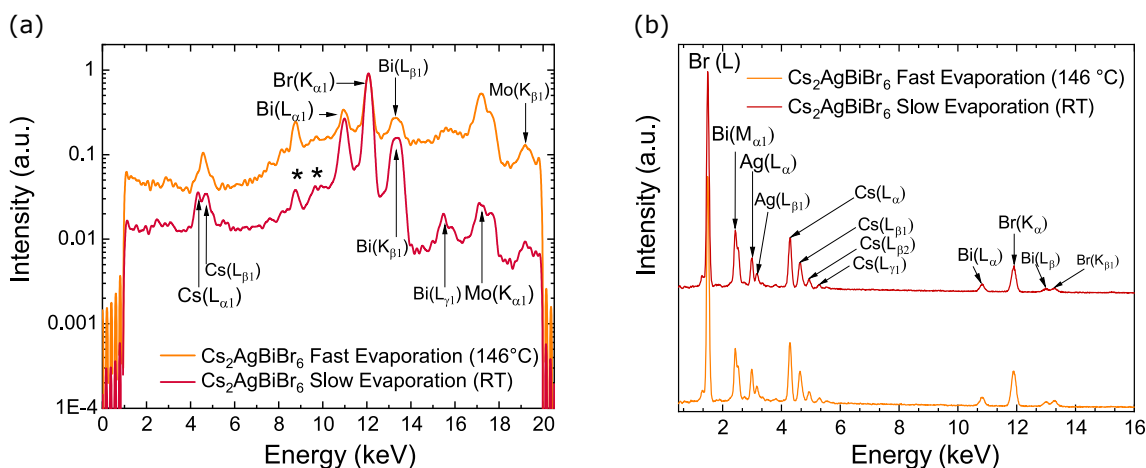 (a)
Intensity (a.u.)
1
0.1
0.01
0.001
1E-4
Br(Kα1)
Bi(Lα1)
Bi(Lβ1)
Mo(Kβ1)
* *
Cs(Lβ1)
Cs(Lα1)
Bi(Kβ1)
Bi(Lγ1)
Mo(Kα1)
Cs₂AgBiBr₆ Fast Evaporation (146°C)
Cs₂AgBiBr₆ Slow Evaporation (RT)
0 2 4 6 8 10 12 14 16 18 20
Energy (keV)
(b)
Intensity (a.u.)
Br (L)
Cs₂AgBiBr₆ Fast Evaporation (146 °C)
Cs₂AgBiBr₆ Slow Evaporation (RT)
Bi(Mα1)
Ag(Lα)
Ag(Lβ1)
Cs(Lα)
Cs(Lβ1)
Cs(Lβ2)
Cs(Lγ1)
Br(Kα)
Bi(Lα)
Bi(Lβ)
Br(Kβ1)
2 4 6 8 10 12 14 16
Energy (keV)